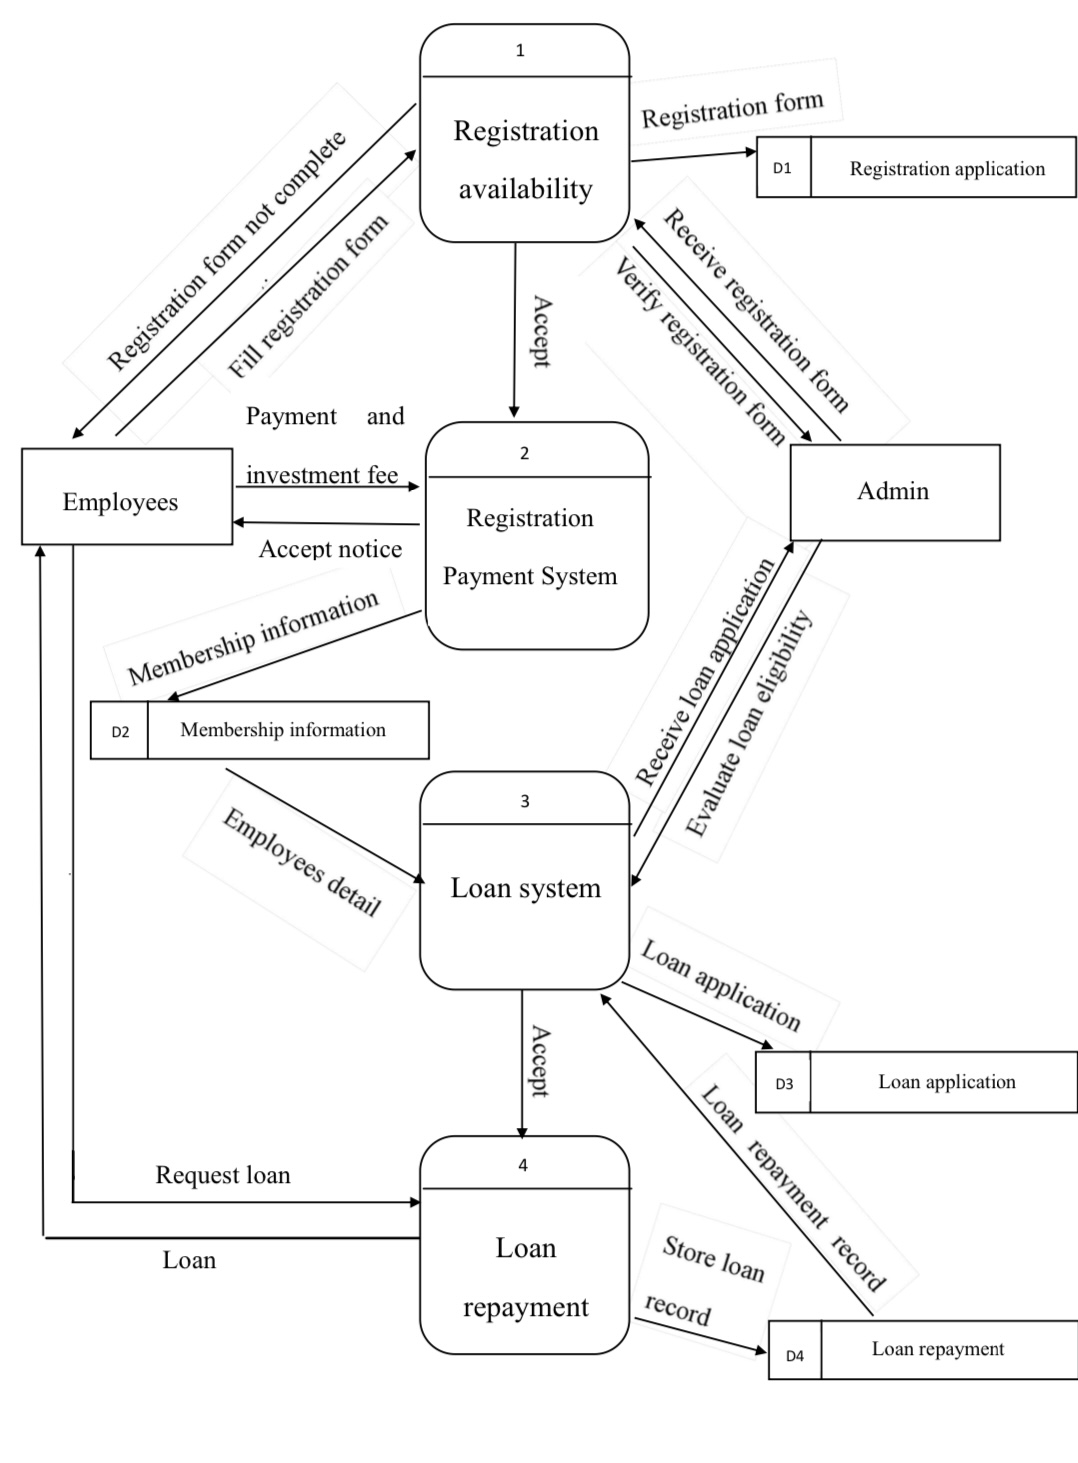 1
Registration
availability
Registration form
D1
Registration application
Registration form not complete
Fill registration form
Receive registration form
Verify registration form
Accept
Payment and
investment fee
Accept notice
Employees
2
Registration
Payment System
Admin
Membership information
D2
Membership information
Employees detail
3
Loan system
Receive loan application
Evaluate loan eligibility
Loan application
D3
Loan application
Accept
Loan repayment record
Request loan
Loan
4
Loan
repayment
Store loan
record
D4
Loan repayment